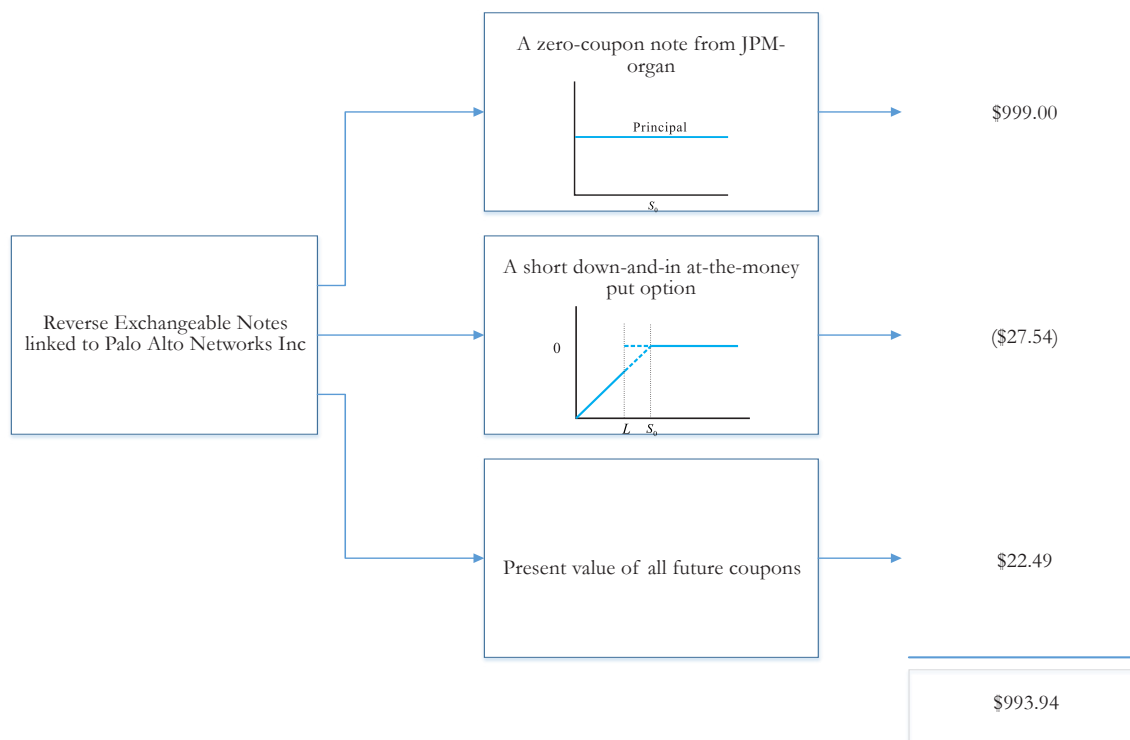 A zero-coupon note from JPM-
organ
Principal
S₀
$999.00
Reverse Exchangeable Notes
linked to Palo Alto Networks Inc
A short down-and-in at-the-money
put option
0
L S₀
($27.54)
Present value of all future coupons
$22.49
$993.94